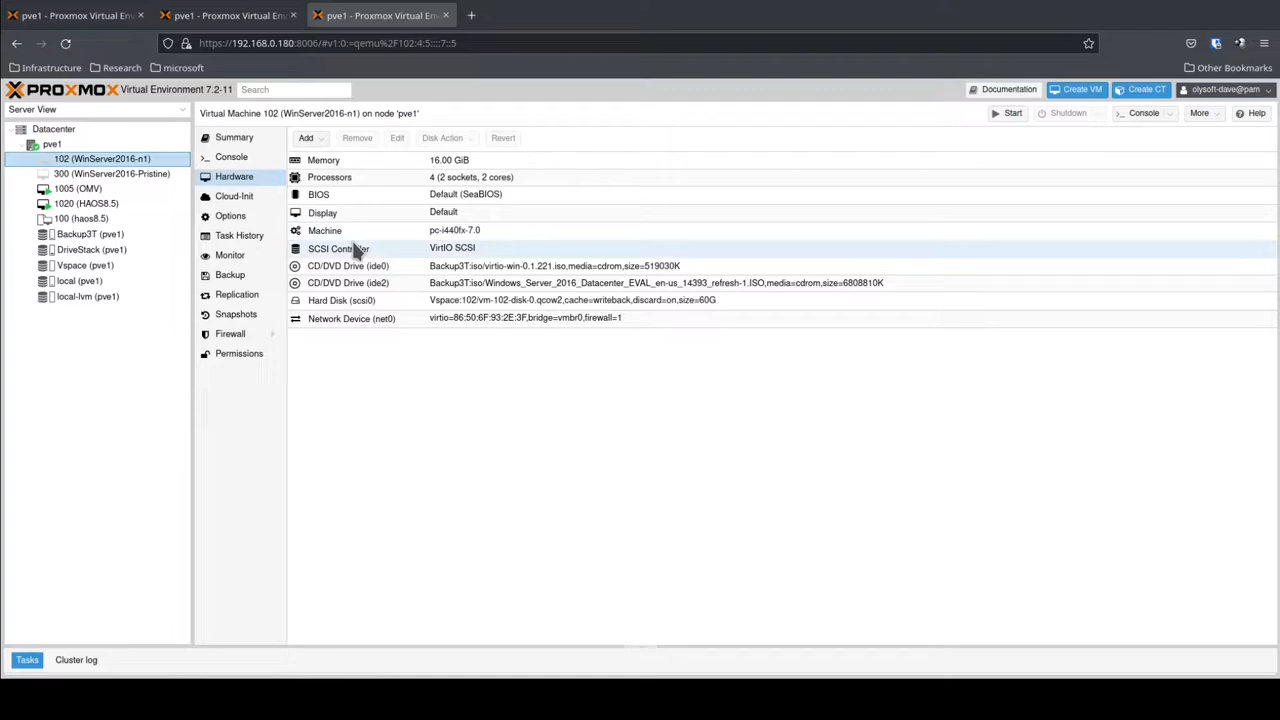 pve1 - Proxmox Virtual En
pve1 - Proxmox Virtual En
pve1 - Proxmox Virtual En
https://192.168.0.180:8006/#v1:0:=qemu%2F102:4:5::::7::5
Infrastructure
Research
microsoft
Other Bookmarks
PROXMOX Virtual Environment 7.2-11
Search
Documentation
Create VM
Create CT
olysoft-dave@pam
Server View
Virtual Machine 102 (WinServer2016-n1) on node 'pve1'
Start
Shutdown
Console
More
Help
Datacenter
pve1
102 (WinServer2016-n1)
300 (WinServer2016-Pristine)
1005 (OMV)
1020 (HAOS8.5)
100 (haos8.5)
Backup3T (pve1)
DriveStack (pve1)
Vspace (pve1)
local (pve1)
local-lvm (pve1)
Summary
Console
Hardware
Cloud-Init
Options
Task History
Monitor
Backup
Replication
Snapshots
Firewall
Permissions
Add
Remove
Edit
Disk Action
Revert
Memory 16.00 GiB
Processors 4 (2 sockets, 2 cores)
BIOS Default (SeaBIOS)
Display Default
Machine pc-i440fx-7.0
SCSI Controller VirtIO SCSI
CD/DVD Drive (ide0) Backup3T:iso/virtio-win-0.1.221.iso,media=cdrom,size=519030K
CD/DVD Drive (ide2) Backup3T:iso/Windows_Server_2016_Datacenter_EVAL_en-us_14393_refresh-1.ISO,media=cdrom,size=6808810K
Hard Disk (scsi0) Vspace:102/vm-102-disk-0.qcow2,cache=writeback,discard=on,size=60G
Network Device (net0) virtio=86:50:6F:93:2E:3F,bridge=vmbr0,firewall=1
Tasks
Cluster log